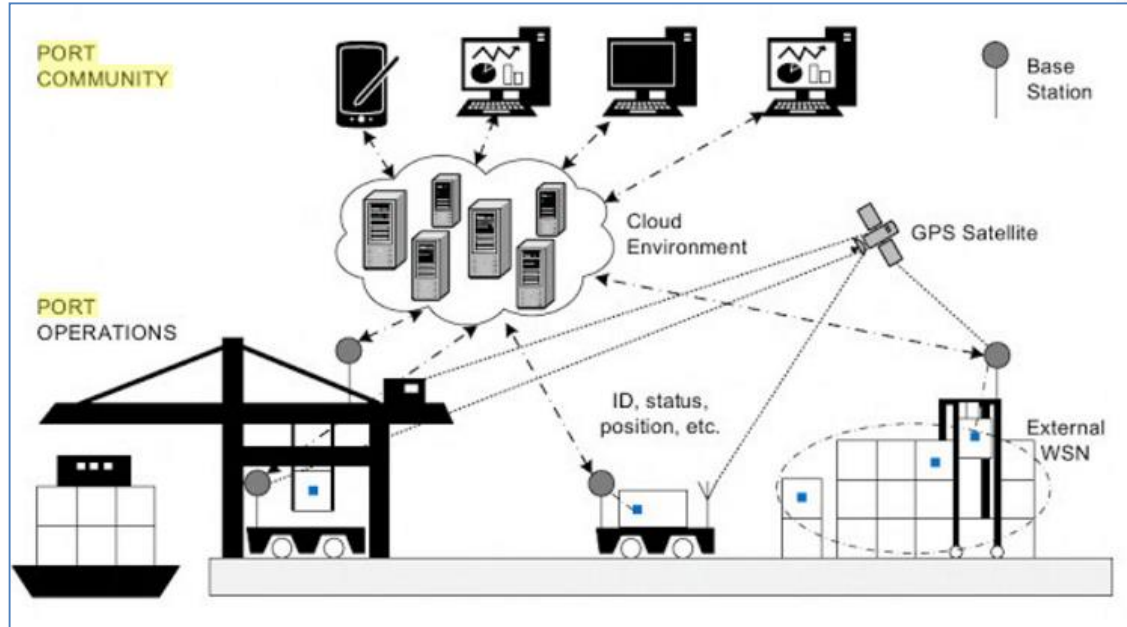 PORT
COMMUNITY
Base
Station
Cloud
Environment
GPS Satellite
PORT
OPERATIONS
ID, status,
position, etc.
External
WSN